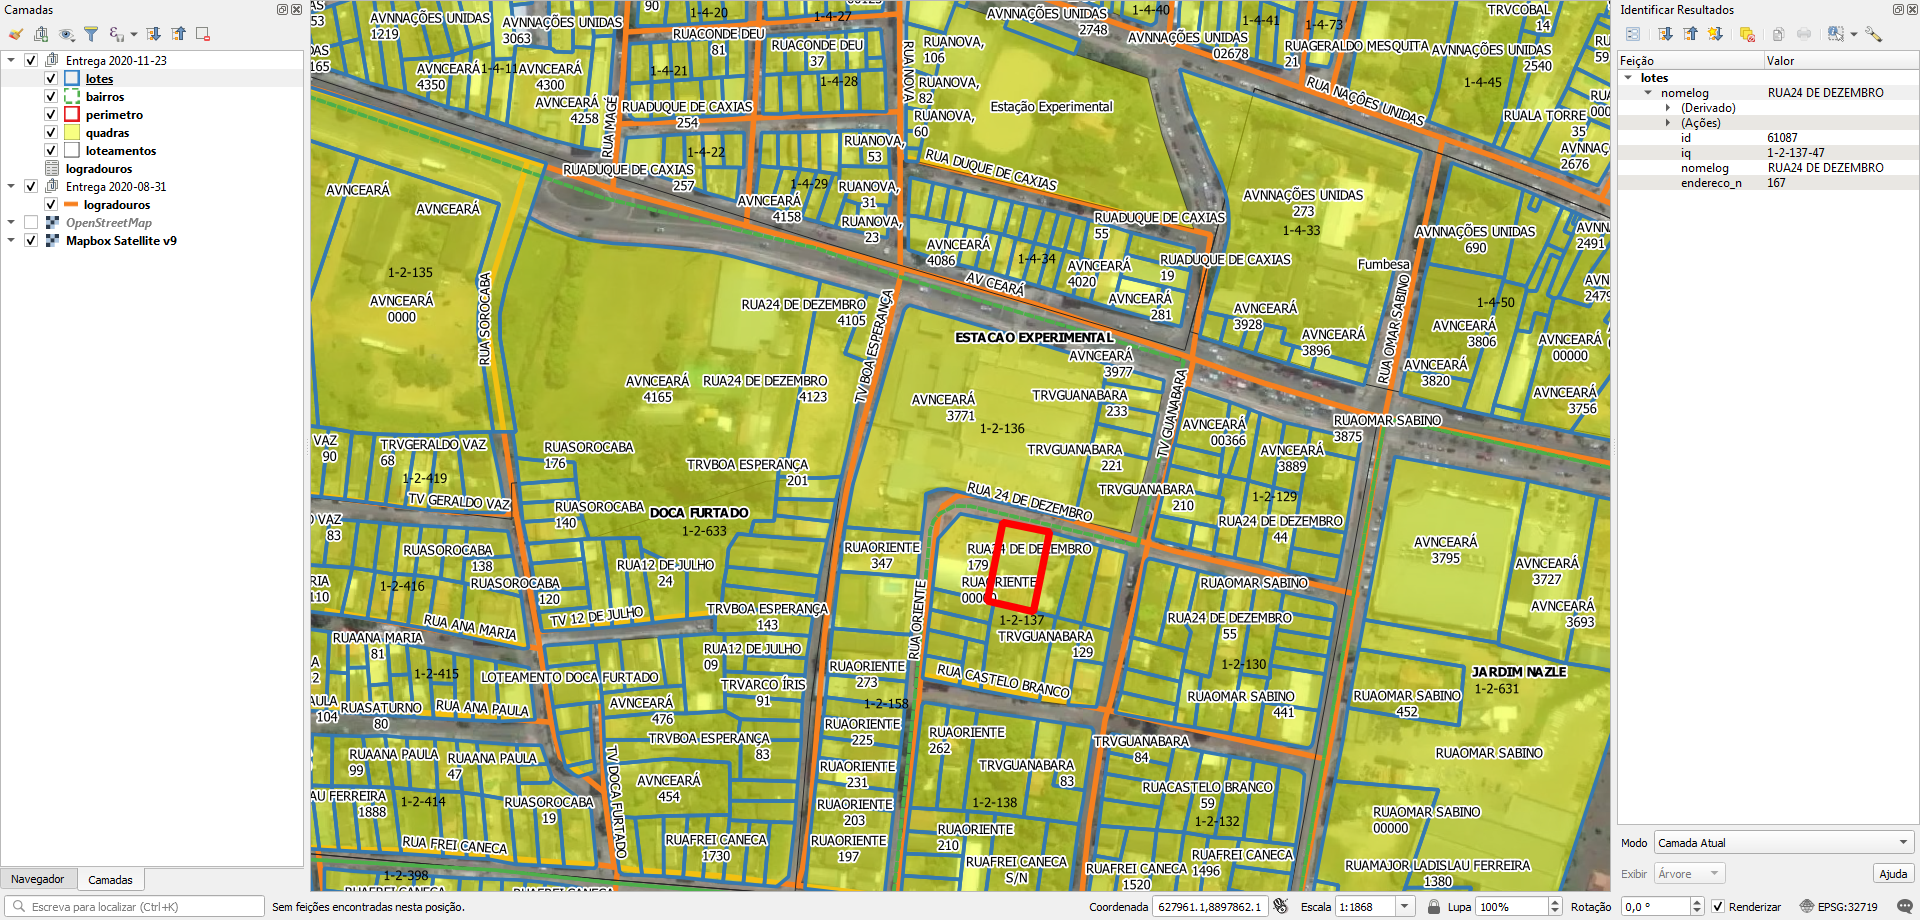 Camadas
Entrega 2020-11-23
lotes
bairros
perimetro
quadras
loteamentos
logradouros
Entrega 2020-08-31
logradouros
OpenStreetMap
Mapbox Satellite v9
Navegador
Camadas
Escreva para localizar (Ctrl+K)
Sem feições encontradas nesta posição.
Coordenada
627961.1,8897862.1
Escala
1:1868
Lupa
100%
Rotação
0,0 °
Renderizar
EPSG:32719
Identificar Resultados
Feição
Valor
lotes
nomelog
RUA24 DE DEZEMBRO
(Derivado)
(Ações)
id
61087
iq
1-2-137-47
nomelog
RUA24 DE DEZEMBRO
endereco_n
167
Modo
Camada Atual
Exibir
Árvore
Ajuda
AVNNAÇÕES UNIDAS
1219
AVNNAÇÕES UNIDAS
3063
90
1-4-20
1-4-27
RUACONDE DEU
81
RUACONDE DEU
37
RUANOVA,
106
AVNNAÇÕES UNIDAS
2748
1-4-40
AVNNAÇÕES UNIDAS
02678
1-4-41
1-4-73
RUAGERALDO MESQUITA
21
TRVCOBAL
14
AVNNAÇÕES UNIDAS
2540
1-4-45
AVNCEARÁ
4350
1-4-11
AVNCEARÁ
4300
1-4-21
1-4-28
RUA NOVA
RUANOVA,
82
Estação Experimental
RUA NAÇÕES UNIDAS
AVNCEARÁ
4258
RUADUQUE DE CAXIAS
254
RUANOVA,
60
RUALA TORRE
35
RUA IMAGÉ
1-4-22
RUANOVA,
53
RUA DUQUE DE CAXIAS
2676
RUADUQUE DE CAXIAS
257
1-4-29
RUANOVA,
31
AVNCEARÁ
4158
RUANOVA,
23
AVNCEARÁ
AVNCEARÁ
AVNNAÇÕES UNIDAS
273
1-4-33
RUADUQUE DE CAXIAS
55
AVNNAÇÕES UNIDAS
690
2491
AVNCEARÁ
4086
1-4-34
AVNCEARÁ
4020
RUADUQUE DE CAXIAS
19
Fumbesa
1-2-135
AVNCEARÁ
0000
RUA SOROCABA
AV CEARÁ
AVNCEARÁ
281
AVNCEARÁ
3928
1-4-50
RUA OMAR SABINO
RUA24 DE DEZEMBRO
4105
TV BOA ESPERANÇA
ESTACAO EXPERIMENTAL
AVNCEARÁ
3977
AVNCEARÁ
3896
AVNCEARÁ
3806
AVNCEARÁ
00000
AVNCEARÁ
3820
AVNCEARÁ
3756
AVNCEARÁ
4165
RUA24 DE DEZEMBRO
4123
AVNCEARÁ
3771
1-2-136
TRVGUANABARA
233
TV GUANABARA
AVNCEARÁ
00366
RUAOMAR SABINO
3875
VAZ
90
TRVGERALDO VAZ
68
1-2-419
RUASOROCABA
176
TRVBOA ESPERANÇA
201
TRVGUANABARA
221
AVNCEARÁ
3889
TV GERALDO VAZ
RUASOROCABA
140
DOCA FURTADO
1-2-633
RUA 24 DE DEZEMBRO
TRVGUANABARA
210
1-2-129
RUA24 DE DEZEMBRO
44
83
RUASOROCABA
138
RUA12 DE JULHO
24
RUAORIENTE
347
RUA24 DE DEZEMBRO
179
RUAORIENTE
AVNCEARÁ
3795
AVNCEARÁ
3727
110
1-2-416
RUASOROCABA
120
TV 12 DE JULHO
TRVBOA ESPERANÇA
143
RUA ORIENTE
1-2-137
RUAOMAR SABINO
RUA24 DE DEZEMBRO
55
AVNCEARÁ
3693
RUA ANA MARIA
RUAANA MARIA
81
TRVGUANABARA
129
RUA12 DE JULHO
09
1-2-415
LOTEAMENTO DOCA FURTADO
TRVARCO ÍRIS
91
RUAORIENTE
273
RUA CASTELO BRANCO
1-2-130
JARDIM NAZLE
1-2-631
104
RUASATURNO
80
RUA ANA PAULA
AVNCEARÁ
476
1-2-158
RUAOMAR SABINO
441
RUAOMAR SABINO
452
RUAANA PAULA
99
RUAANA PAULA
47
TRVBOA ESPERANÇA
83
RUAORIENTE
225
RUAORIENTE
262
TRVGUANABARA
84
RUAOMAR SABINO
TV DOCA FURTADO
AVNCEARÁ
454
RUAORIENTE
231
TRVGUANABARA
83
RUACASTELO BRANCO
59
AU FERREIRA
1888
1-2-414
RUASOROCABA
19
RUAORIENTE
203
1-2-138
1-2-132
RUAOMAR SABINO
00000
RUA FREI CANECA
RUAFREI CANECA
1730
RUAORIENTE
197
RUAORIENTE
210
RUAFREI CANECA
S/N
RUAFREI CANECA
1520
RUAFREI CANECA
1496
RUAMAJOR LADISLAU FERREIRA
1380
1-2-398